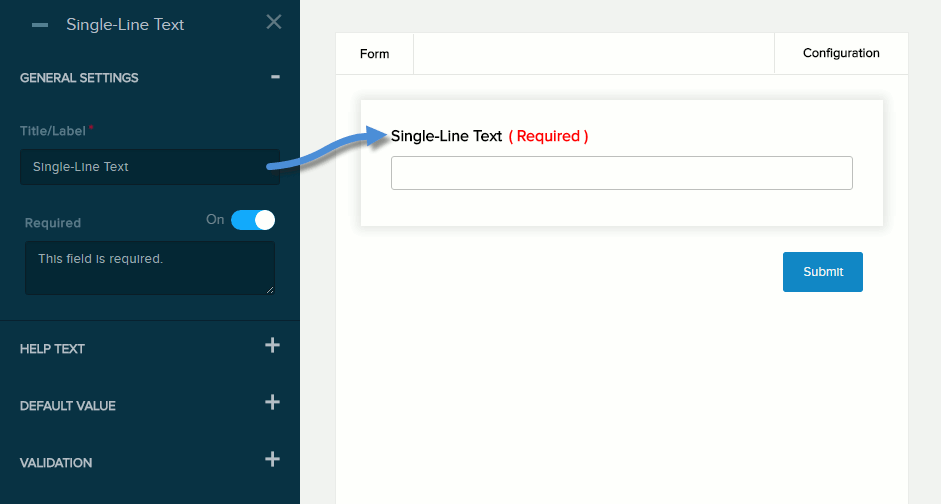 Single-Line Text
GENERAL SETTINGS
Title/Label *
Single-Line Text
Required On
This field is required.
HELP TEXT
DEFAULT VALUE
VALIDATION
Form Configuration
Single-Line Text ( Required )
Submit